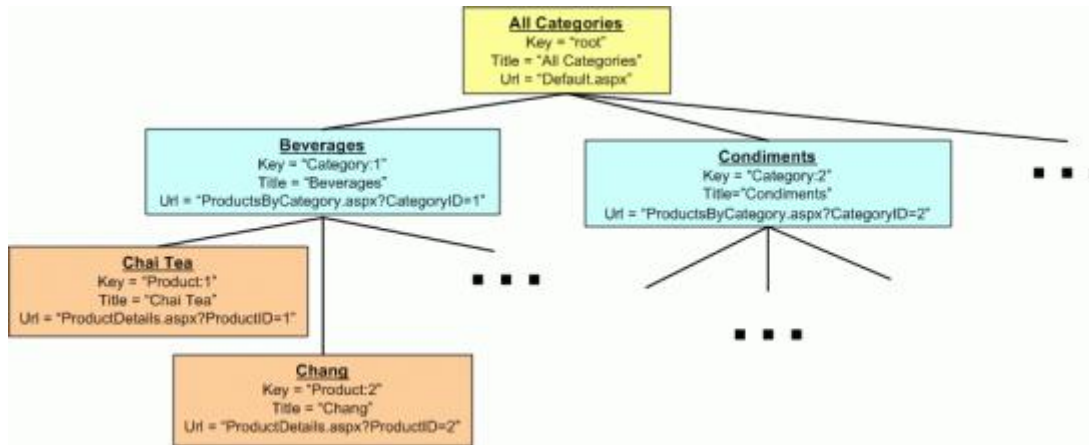 All Categories
Key = "root"
Title = "All Categories"
Url = "Default.aspx"
Beverages
Key = "Category:1"
Title = "Beverages"
Url = "ProductsByCategory.aspx?CategoryID=1"
Condiments
Key = "Category:2"
Title="Condiments"
Url = "ProductsByCategory.aspx?CategoryID=2"
Chai Tea
Key = "Product:1"
Title = "Chai Tea"
Url = "ProductDetails.aspx?ProductID=1"
Chang
Key = "Product:2"
Title = "Chang"
Url = "ProductDetails.aspx?ProductID=2"